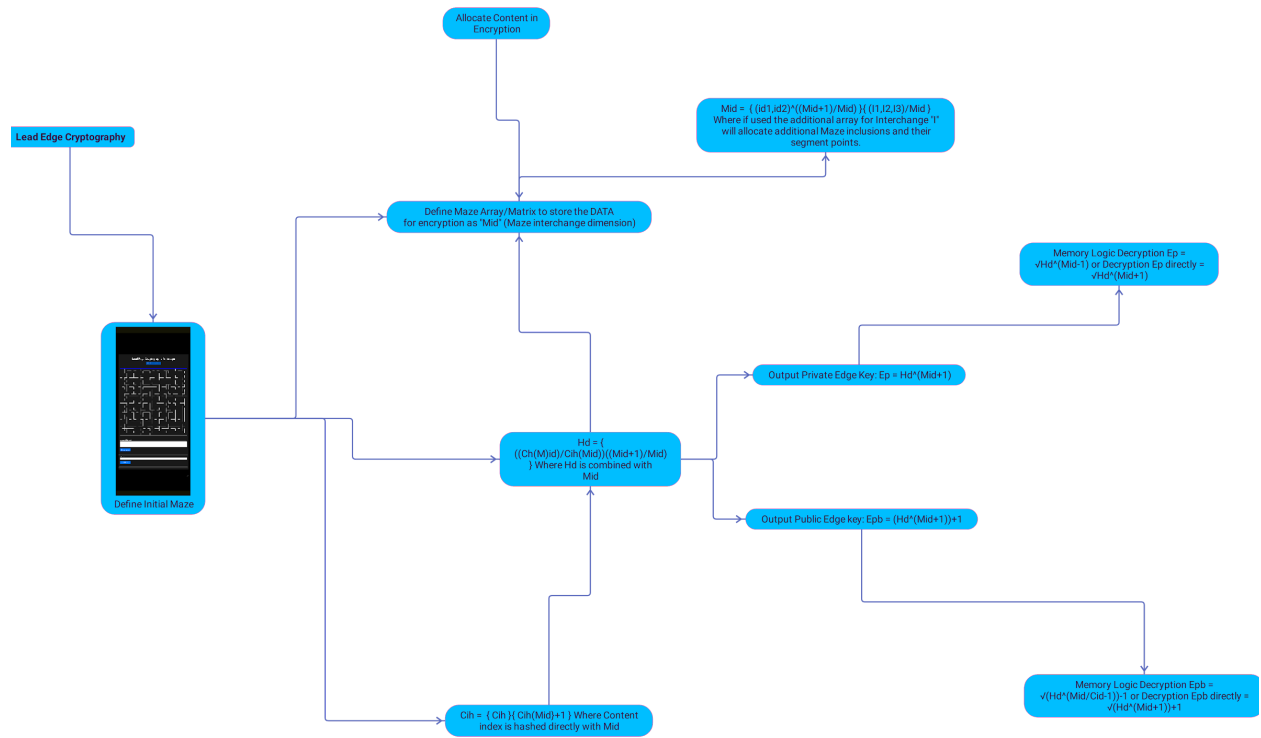 Allocate Content in
Encryption
Mid = { (id1,id2)^((Mid+1)/Mid) }{ (I1,I2,I3)/Mid }
Where if used the additional array for Interchange "I"
will allocate additional Maze inclusions and their
segment points.
Lead Edge Cryptography
Define Maze Array/Matrix to store the DATA
for encryption as "Mid" (Maze interchange dimension)
Memory Logic Decryption Ep =
√Hd^(Mid-1) or Decryption Ep directly =
√Hd^(Mid+1)
Output Private Edge Key: Ep = Hd^(Mid+1)
Hd = {
((Ch(M)id)/Cih(Mid))((Mid+1)/Mid)
} Where Hd is combined with
Mid
Define Initial Maze
Output Public Edge key: Epb = (Hd^(Mid+1))+1
Memory Logic Decryption Epb =
√(Hd^(Mid/Cid-1))-1 or Decryption Epb directly =
√(Hd^(Mid+1))+1
Cih = { Cih }{ Cih(Mid}+1 } Where Content
index is hashed directly with Mid